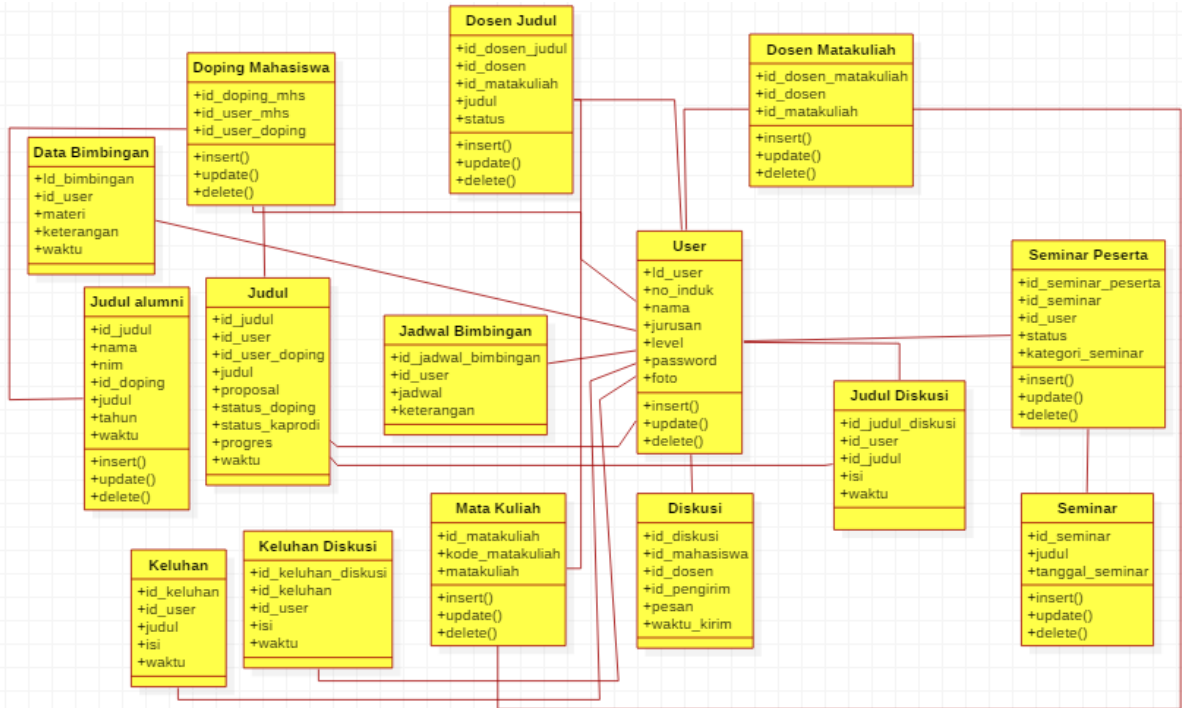 Dosen Judul
+id_dosen_judul
+id_dosen
+id_matakuliah
+judul
+status
+insert()
+update()
+delete()
Dosen Matakuliah
+id_dosen_matakuliah
+id_dosen
+id_matakuliah
+insert()
+update()
+delete()
Doping Mahasiswa
+id_doping_mhs
+id_user_mhs
+id_user_doping
+insert()
+update()
+delete()
Data Bimbingan
+Id_bimbingan
+id_user
+materi
+keterangan
+waktu
User
+Id_user
+no_induk
+nama
+jurusan
+level
+password
+foto
+insert()
+update()
+delete()
Seminar Peserta
+id_seminar_peserta
+id_seminar
+id_user
+status
+kategori_seminar
+insert()
+update()
+delete()
Judul alumni
+id_judul
+nama
+nim
+id_doping
+judul
+tahun
+waktu
+insert()
+update()
+delete()
Judul
+id_judul
+id_user
+id_user_doping
+judul
+proposal
+status_doping
+status_kaprodi
+progres
+waktu
Jadwal Bimbingan
+id_jadwal_bimbingan
+id_user
+jadwal
+keterangan
Judul Diskusi
+id_judul_diskusi
+id_user
+id_judul
+isi
+waktu
Keluhan
+id_keluhan
+id_user
+judul
+isi
+waktu
Keluhan Diskusi
+id_keluhan_diskusi
+id_keluhan
+id_user
+isi
+waktu
Mata Kuliah
+id_matakuliah
+kode_matakuliah
+matakuliah
+insert()
+update()
+delete()
Diskusi
+id_diskusi
+id_mahasiswa
+id_dosen
+id_pengirim
+pesan
+waktu_kirim
Seminar
+id_seminar
+judul
+tanggal_seminar
+insert()
+update()
+delete()